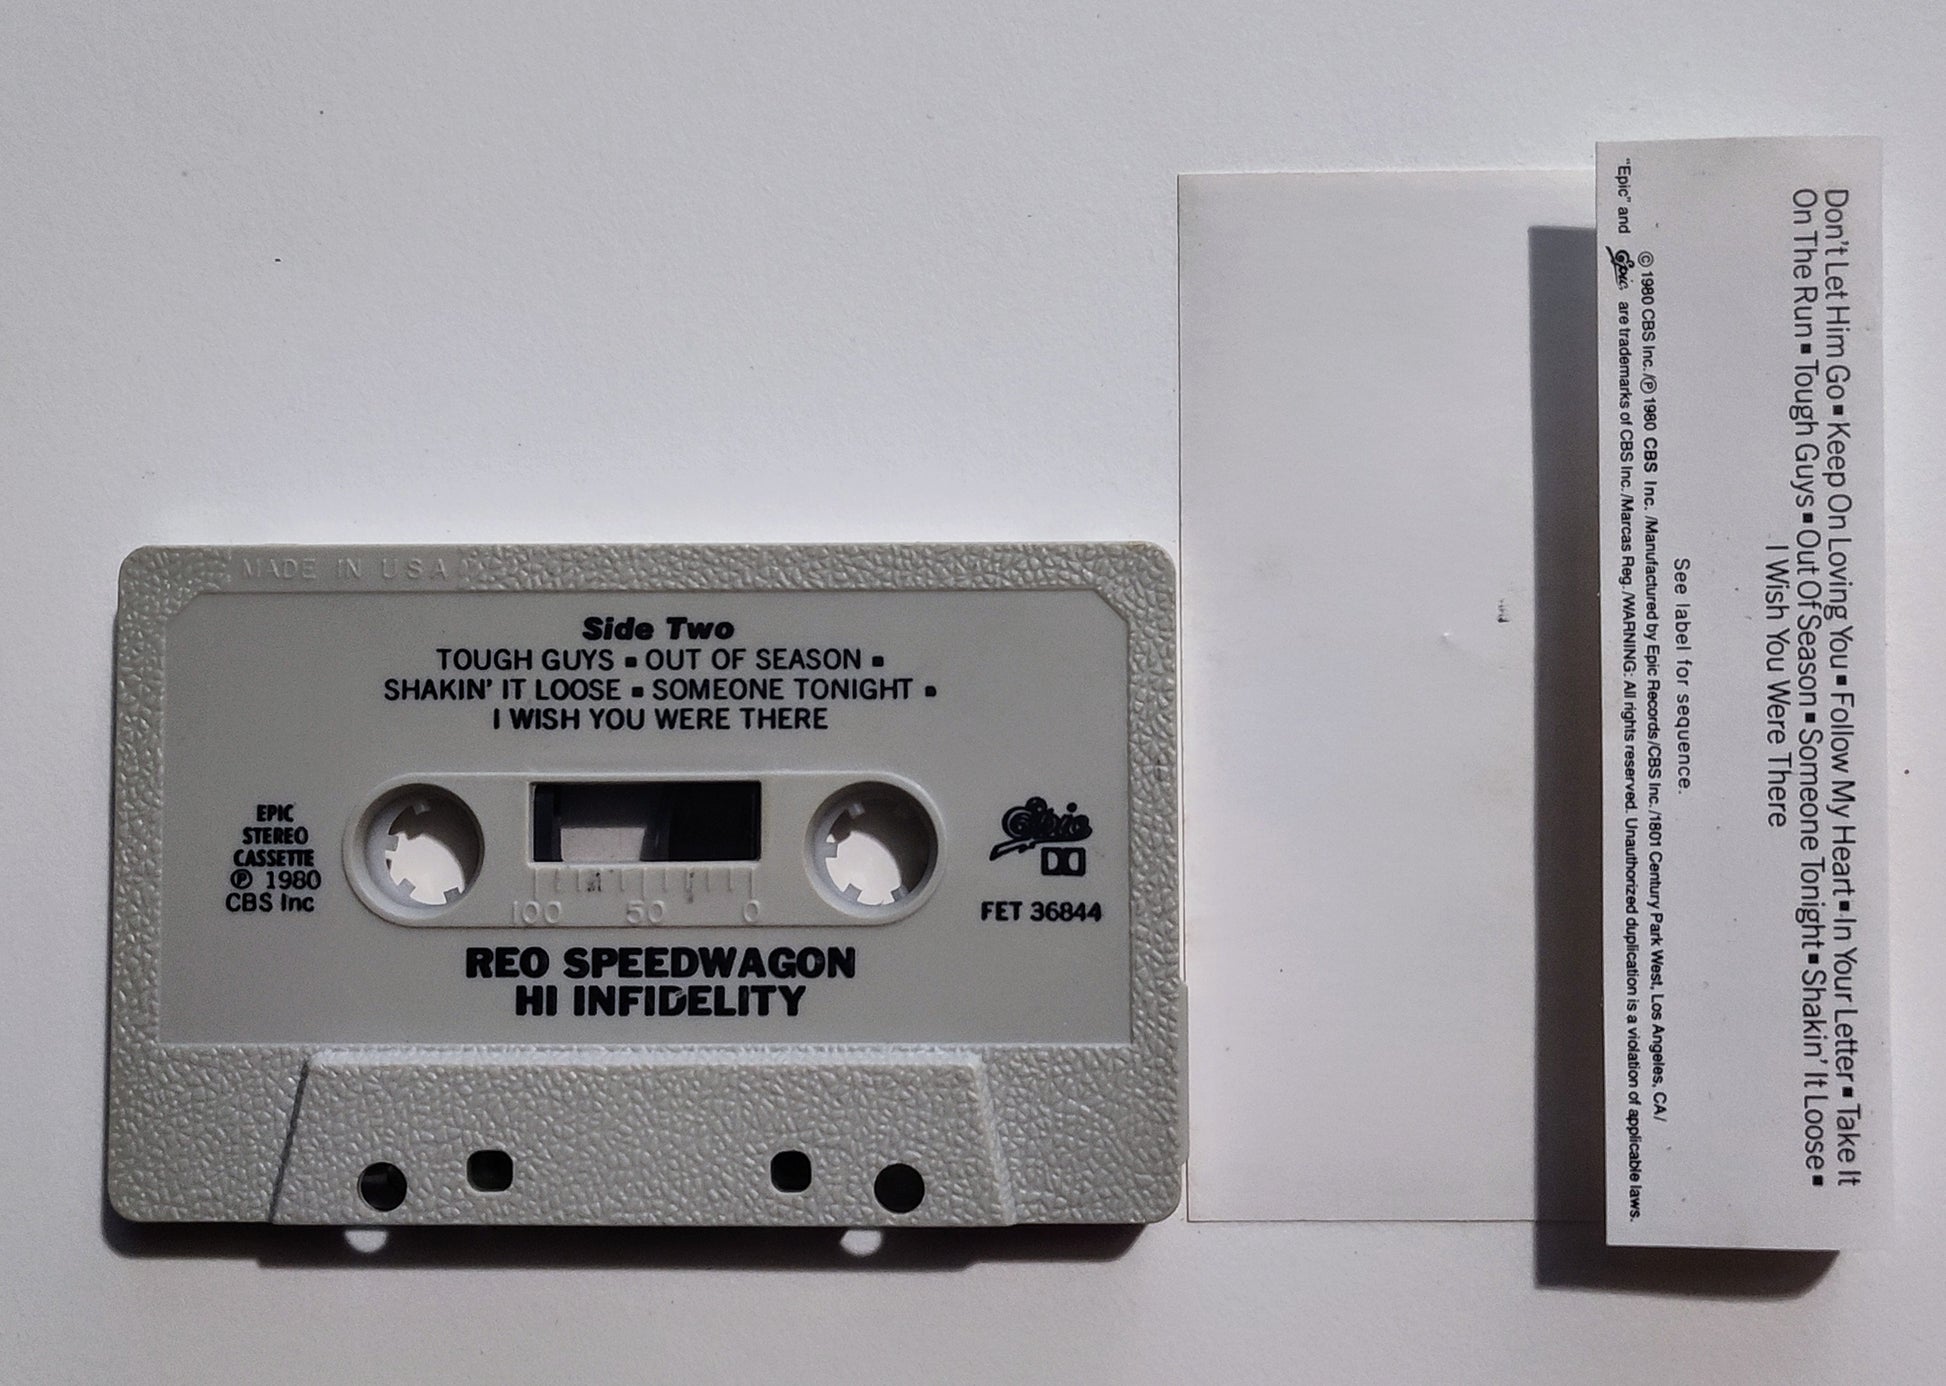 MADE IN USA
Side Two
TOUGH GUYS ▪ OUT OF SEASON ▪
SHAKIN' IT LOOSE ▪ SOMEONE TONIGHT ▪
I WISH YOU WERE THERE
EPIC
STEREO
CASSETTE
℗ 1980
CBS Inc
100 50 0
Epic
FET 36844
REO SPEEDWAGON
HI INFIDELITY
Don't Let Him Go ▪ Keep On Loving You ▪ Follow My Heart ▪ In Your Letter ▪ Take It
On The Run ▪ Tough Guys ▪ Out Of Season ▪ Someone Tonight ▪ Shakin' It Loose ▪
I Wish You Were There
See label for sequence.
© 1980 CBS Inc./℗ 1980 CBS Inc. /Manufactured by Epic Records/CBS Inc./1801 Century Park West, Los Angeles, CA/
"Epic" and Epic are trademarks of CBS Inc./Marcas Reg./WARNING: All rights reserved. Unauthorized duplication is a violation of applicable laws.